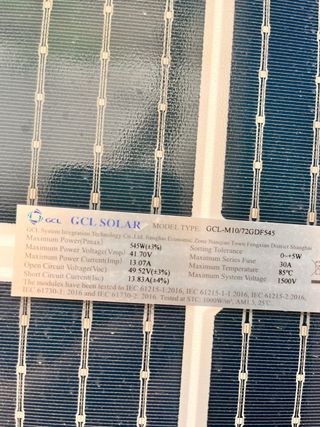 GCL GCL SOLAR MODEL TYPE: GCL-M10/72GDF545
GCL System Integration Technology Co., Ltd. Jianghai Economic Zone Nanqiao Town Fengxian District Shanghai
Maximum Power(Pmax) 545W(±3%) Sorting Tolerance 0~+5W
Maximum Power Voltage(Vmp) 41.70V Maximum Series Fuse 30A
Maximum Power Current(Imp) 13.07A Maximum Temperature 85℃
Open Circuit Voltage(Voc) 49.52V(±3%) Maximum System Voltage 1500V
Short Circuit Current(Isc) 13.83A(±4%)
The modules have been tested to IEC 61215-1:2016, IEC 61215-1-1:2016, IEC 61215-2:2016,
IEC 61730-1: 2016 and IEC 61730-2: 2016. Tested at STC: 1000W/m², AM1.5, 25℃.